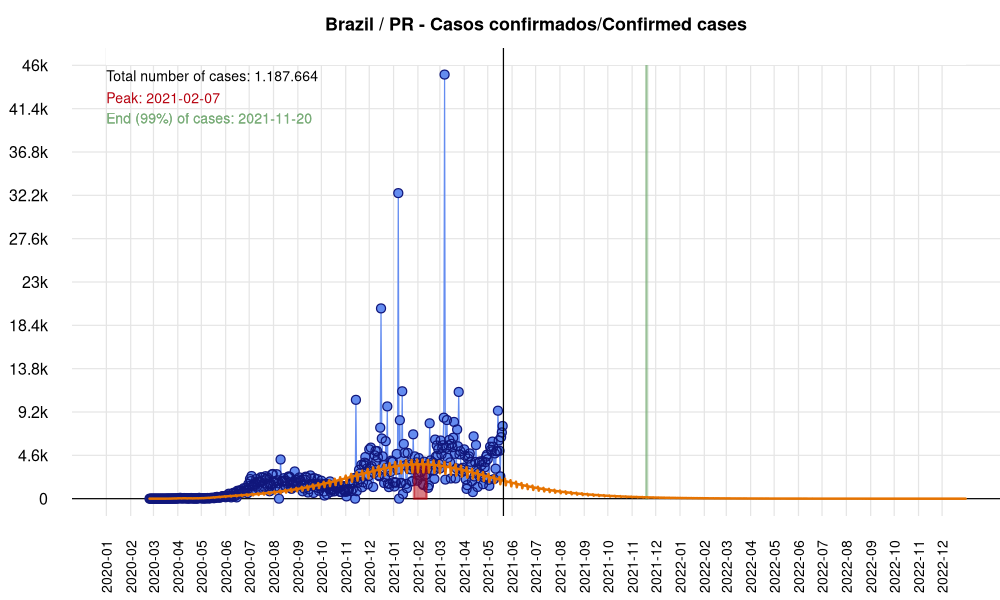 Brazil / PR - Casos confirmados/Confirmed cases
Total number of cases: 1.187.664
Peak: 2021-02-07
End (99%) of cases: 2021-11-20
46k
41.4k
36.8k
32.2k
27.6k
23k
18.4k
13.8k
9.2k
4.6k
0
2020-01
2020-02
2020-03
2020-04
2020-05
2020-06
2020-07
2020-08
2020-09
2020-10
2020-11
2020-12
2021-01
2021-02
2021-03
2021-04
2021-05
2021-06
2021-07
2021-08
2021-09
2021-10
2021-11
2021-12
2022-01
2022-02
2022-03
2022-04
2022-05
2022-06
2022-07
2022-08
2022-09
2022-10
2022-11
2022-12